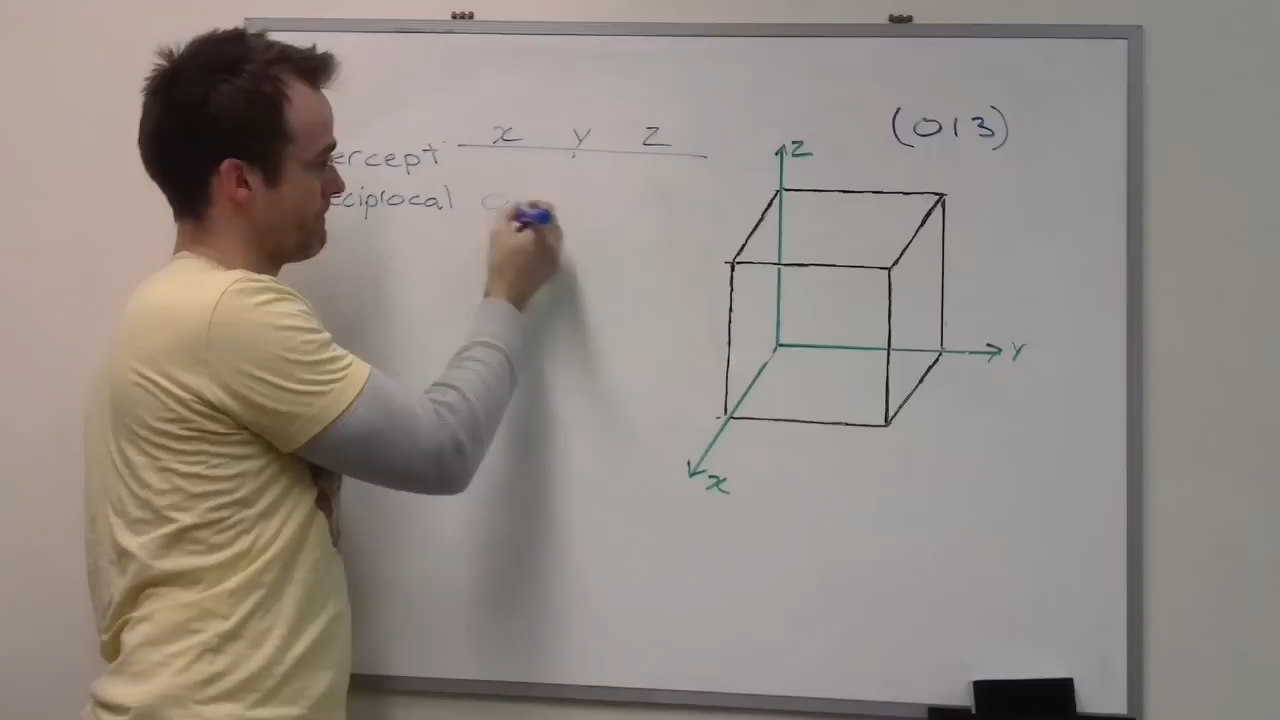 x y z
ercept
eciprocal 0
(013)
z
y
x